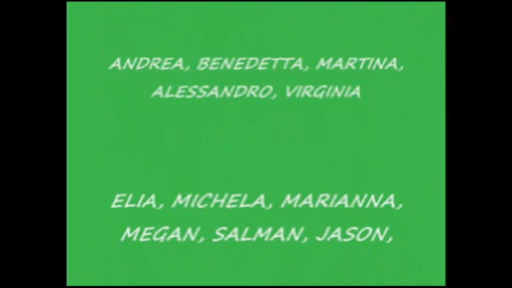 ANDREA, BENEDETTA, MARTINA,
ALESSANDRO, VIRGINIA
ELIA, MICHELA, MARIANNA,
MEGAN, SALMAN, JASON,